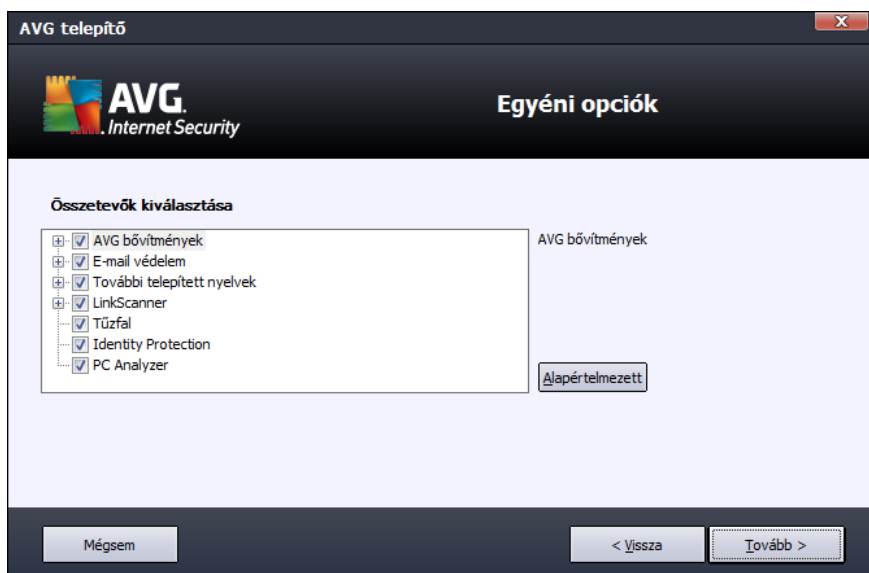 AVG telepítő
X
AVG.
Internet Security
Egyéni opciók
Összetevők kiválasztása
AVG bővítmények
E-mail védelem
További telepített nyelvek
LinkScanner
Tűzfal
Identity Protection
PC Analyzer
AVG bővítmények
Alapértelmezett
Mégsem
< Vissza
Tovább >